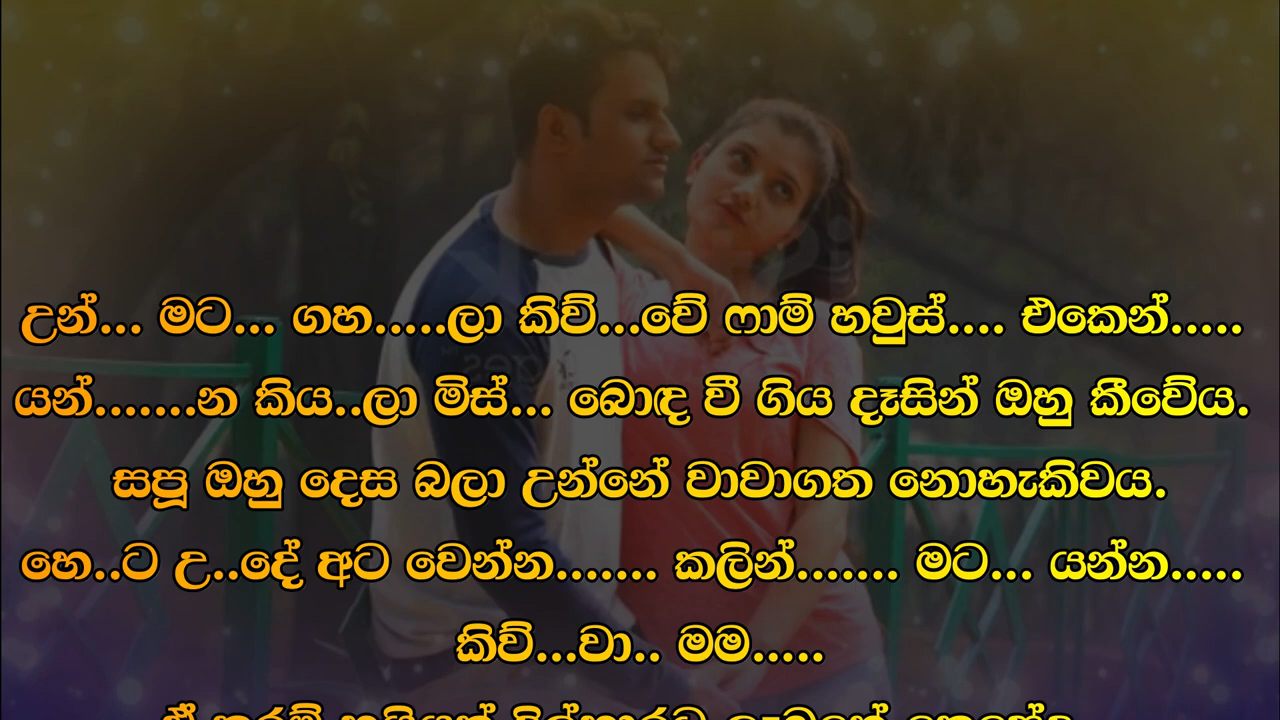 උන්... මට... ගහ.....ලා කිව්...වේ ෆාම් හවුස්.... එකෙන්.....
යන්.......න කිය..ලා මිස්... බොඳ වී ගිය දෑසින් ඔහු කීවේය.
සපූ ඔහු දෙස බලා උන්නේ වාවාගත නොහැකිවය.
හෙ..ට උ..දේ අට වෙන්න....... කලින්....... මට... යන්න.....
කිව්...වා.. මම.....